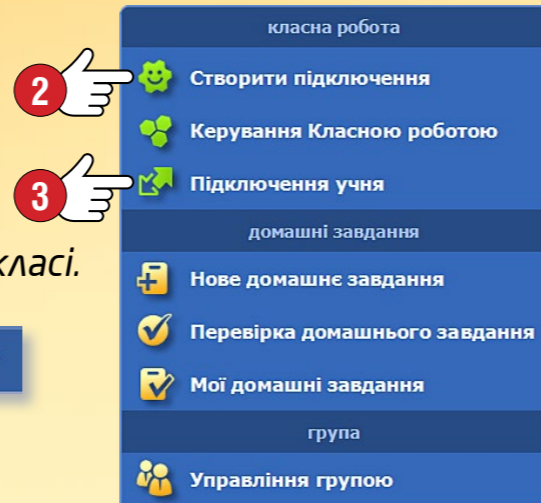 класна робота
2
Створити підключення
Керування Класною роботою
3
Підключення учня
домашні завдання
класі.
Нове домашнє завдання
Перевірка домашнього завдання
Мої домашні завдання
група
Управління групою